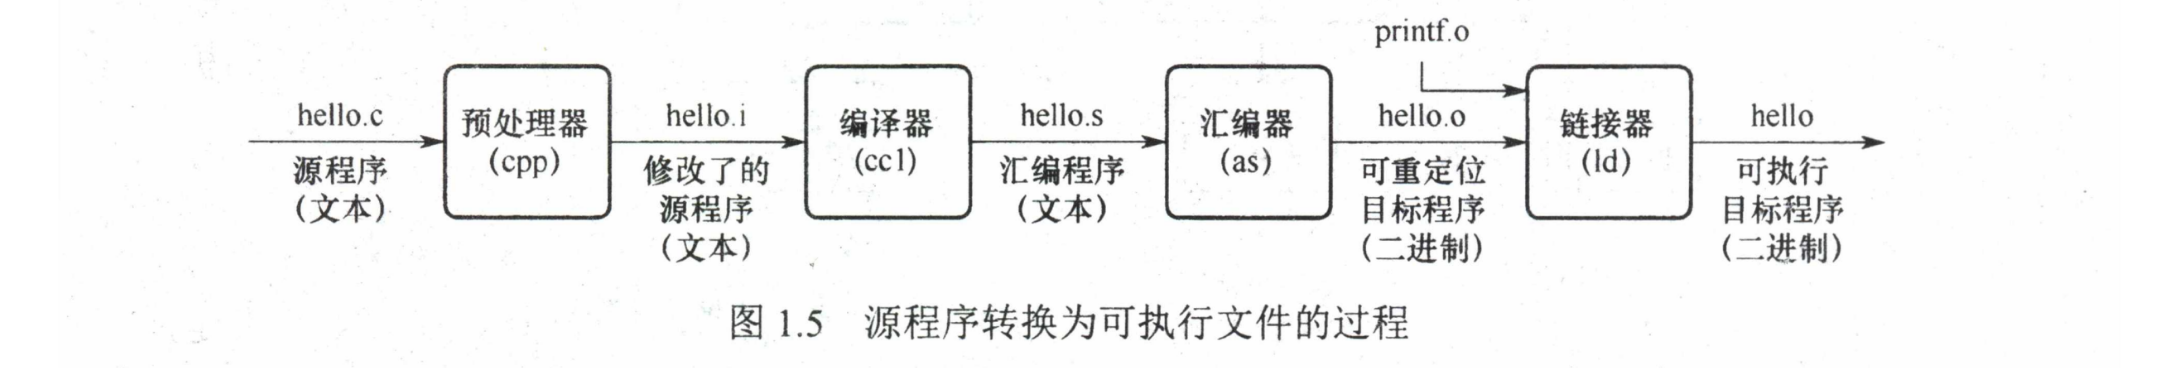 printf.o
hello.c
源程序
(文本)
预处理器
(cpp)
hello.i
修改了的
源程序
(文本)
编译器
(cc1)
hello.s
汇编程序
(文本)
汇编器
(as)
hello.o
可重定位
目标程序
(二进制)
链接器
(ld)
hello
可执行
目标程序
(二进制)
图 1.5 源程序转换为可执行文件的过程